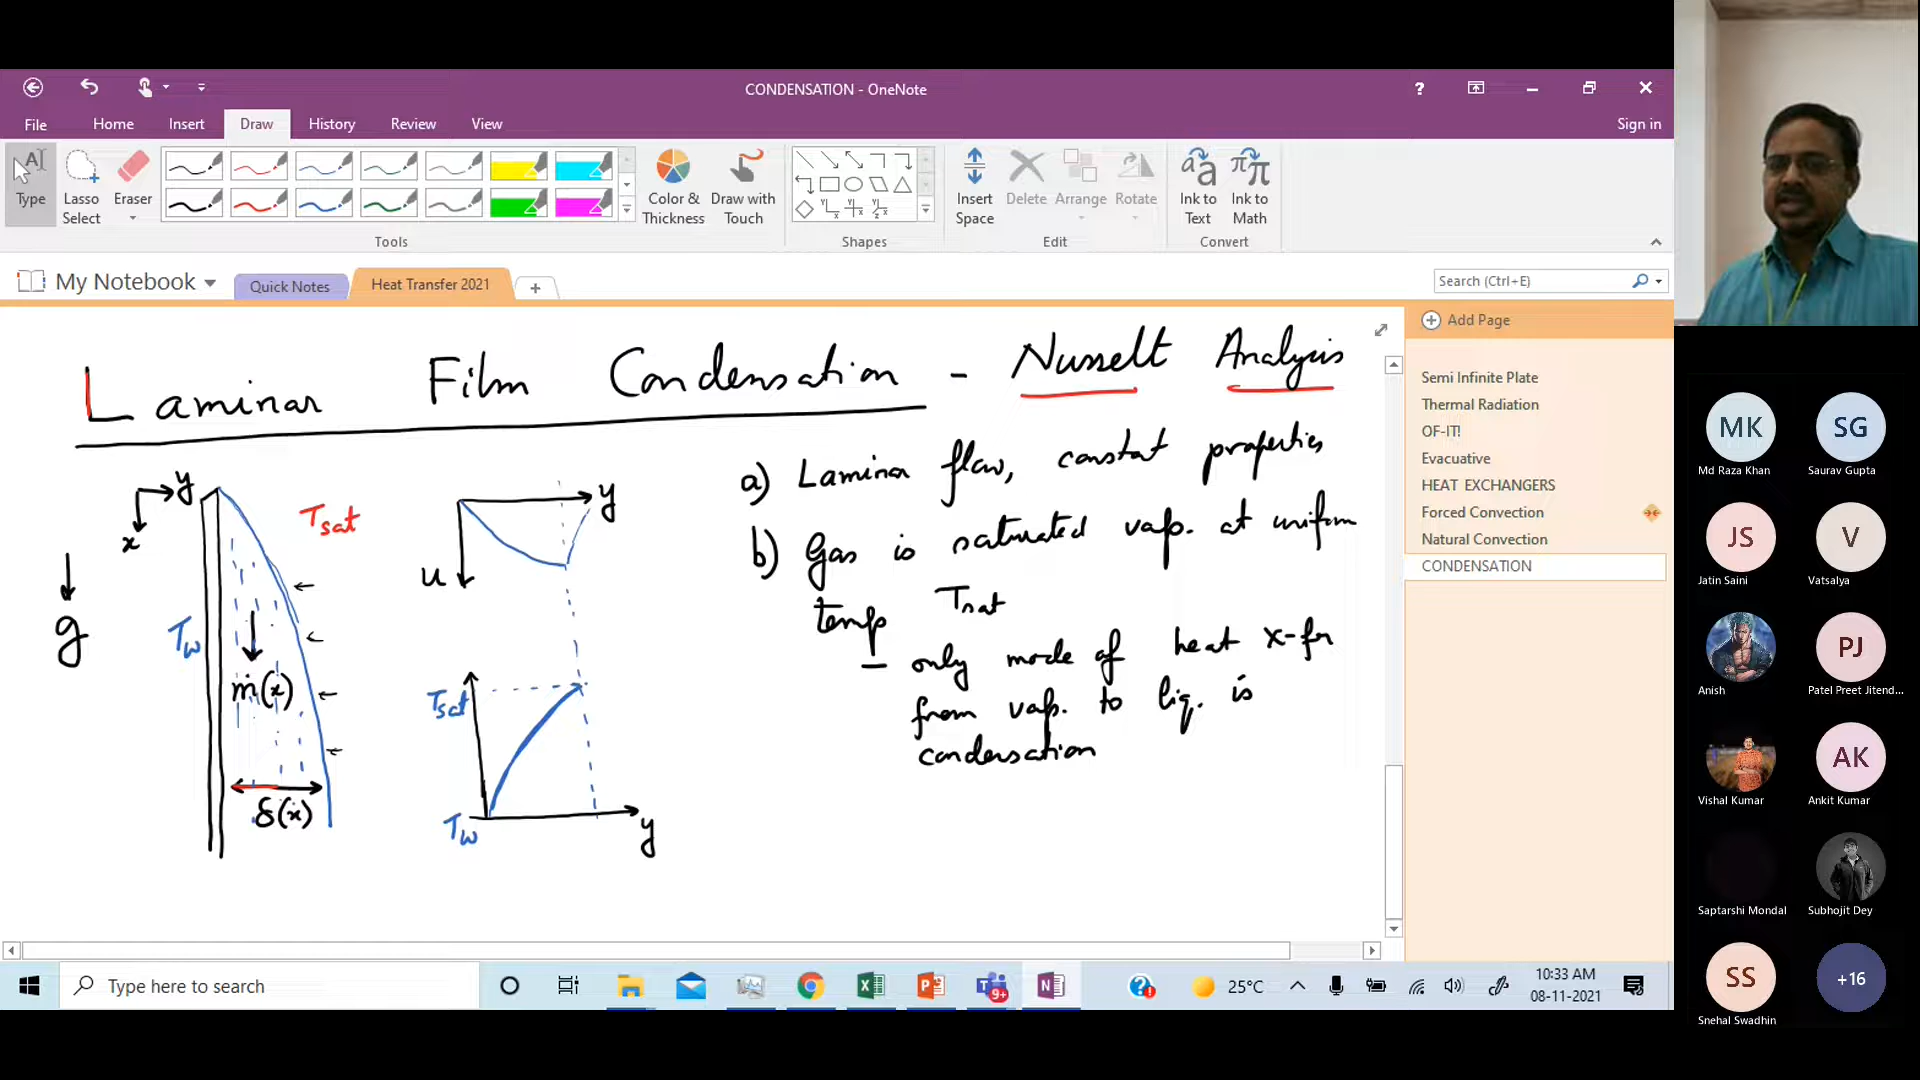 CONDENSATION - OneNote
?
File
Home
Insert
Draw
History
Review
View
Sign in
Type
Lasso Select
Eraser
Color & Thickness
Draw with Touch
Insert Space
Delete
Arrange
Rotate
Ink to Text
Ink to Math
Tools
Shapes
Edit
Convert
My Notebook
Quick Notes
Heat Transfer 2021
Search (Ctrl+E)
Add Page
Semi Infinite Plate
Thermal Radiation
OF-IT!
Evacuative
HEAT EXCHANGERS
Forced Convection
Natural Convection
CONDENSATION
Laminar Film Condensation - Nusselt Analysis
y
x
g
Tsat
Tw
ṁ(x)
δ(x)
y
u
Tsat
Tw
y
a) Laminar flow, constat properties
b) Gas is saturated vap. at uniform
temp Tsat
- only mode of heat x-fer
from vap. to liq. is
condensation
MK
Md Raza Khan
SG
Saurav Gupta
JS
Jatin Saini
V
Vatsalya
Anish
PJ
Patel Preet Jitend...
Vishal Kumar
AK
Ankit Kumar
Saptarshi Mondal
Subhojit Dey
SS
Snehal Swadhin
+16
Type here to search
9+
25°C
10:33 AM
08-11-2021